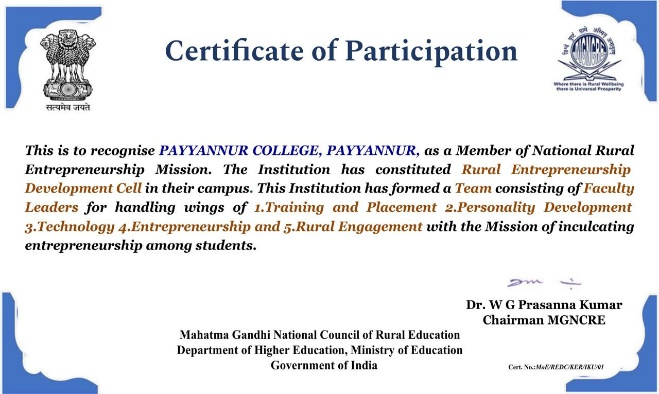 Certificate of Participation
सत्यमेव जयते
MGNCRE
Where there is Rural Wellbeing
there is Universal Prosperity
This is to recognise PAYYANNUR COLLEGE, PAYYANNUR, as a Member of National Rural
Entrepreneurship Mission. The Institution has constituted Rural Entrepreneurship
Development Cell in their campus. This Institution has formed a Team consisting of Faculty
Leaders for handling wings of 1.Training and Placement 2.Personality Development
3.Technology 4.Entrepreneurship and 5.Rural Engagement with the Mission of inculcating
entrepreneurship among students.
Dr. W G Prasanna Kumar
Chairman MGNCRE
Mahatma Gandhi National Council of Rural Education
Department of Higher Education, Ministry of Education
Government of India
Cert. No.:MoE/REDC/KER/IKU/01